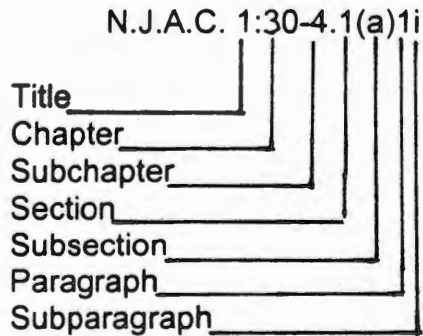 N.J.A.C. 1:30-4.1(a)1i
Title
Chapter
Subchapter
Section
Subsection
Paragraph
Subparagraph